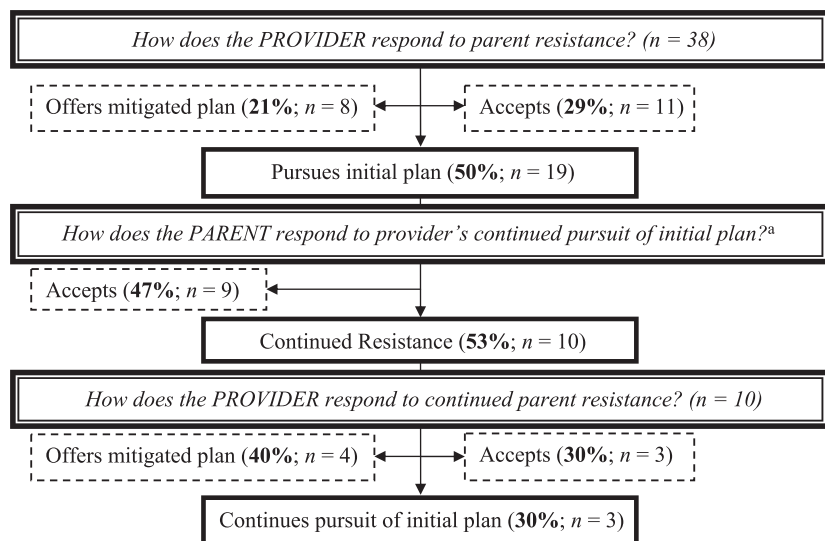 How does the PROVIDER respond to parent resistance? (n = 38)
Offers mitigated plan (21%; n = 8)
Accepts (29%; n = 11)
Pursues initial plan (50%; n = 19)
How does the PARENT respond to provider’s continued pursuit of initial plan?ᵃ
Accepts (47%; n = 9)
Continued Resistance (53%; n = 10)
How does the PROVIDER respond to continued parent resistance? (n = 10)
Offers mitigated plan (40%; n = 4)
Accepts (30%; n = 3)
Continues pursuit of initial plan (30%; n = 3)